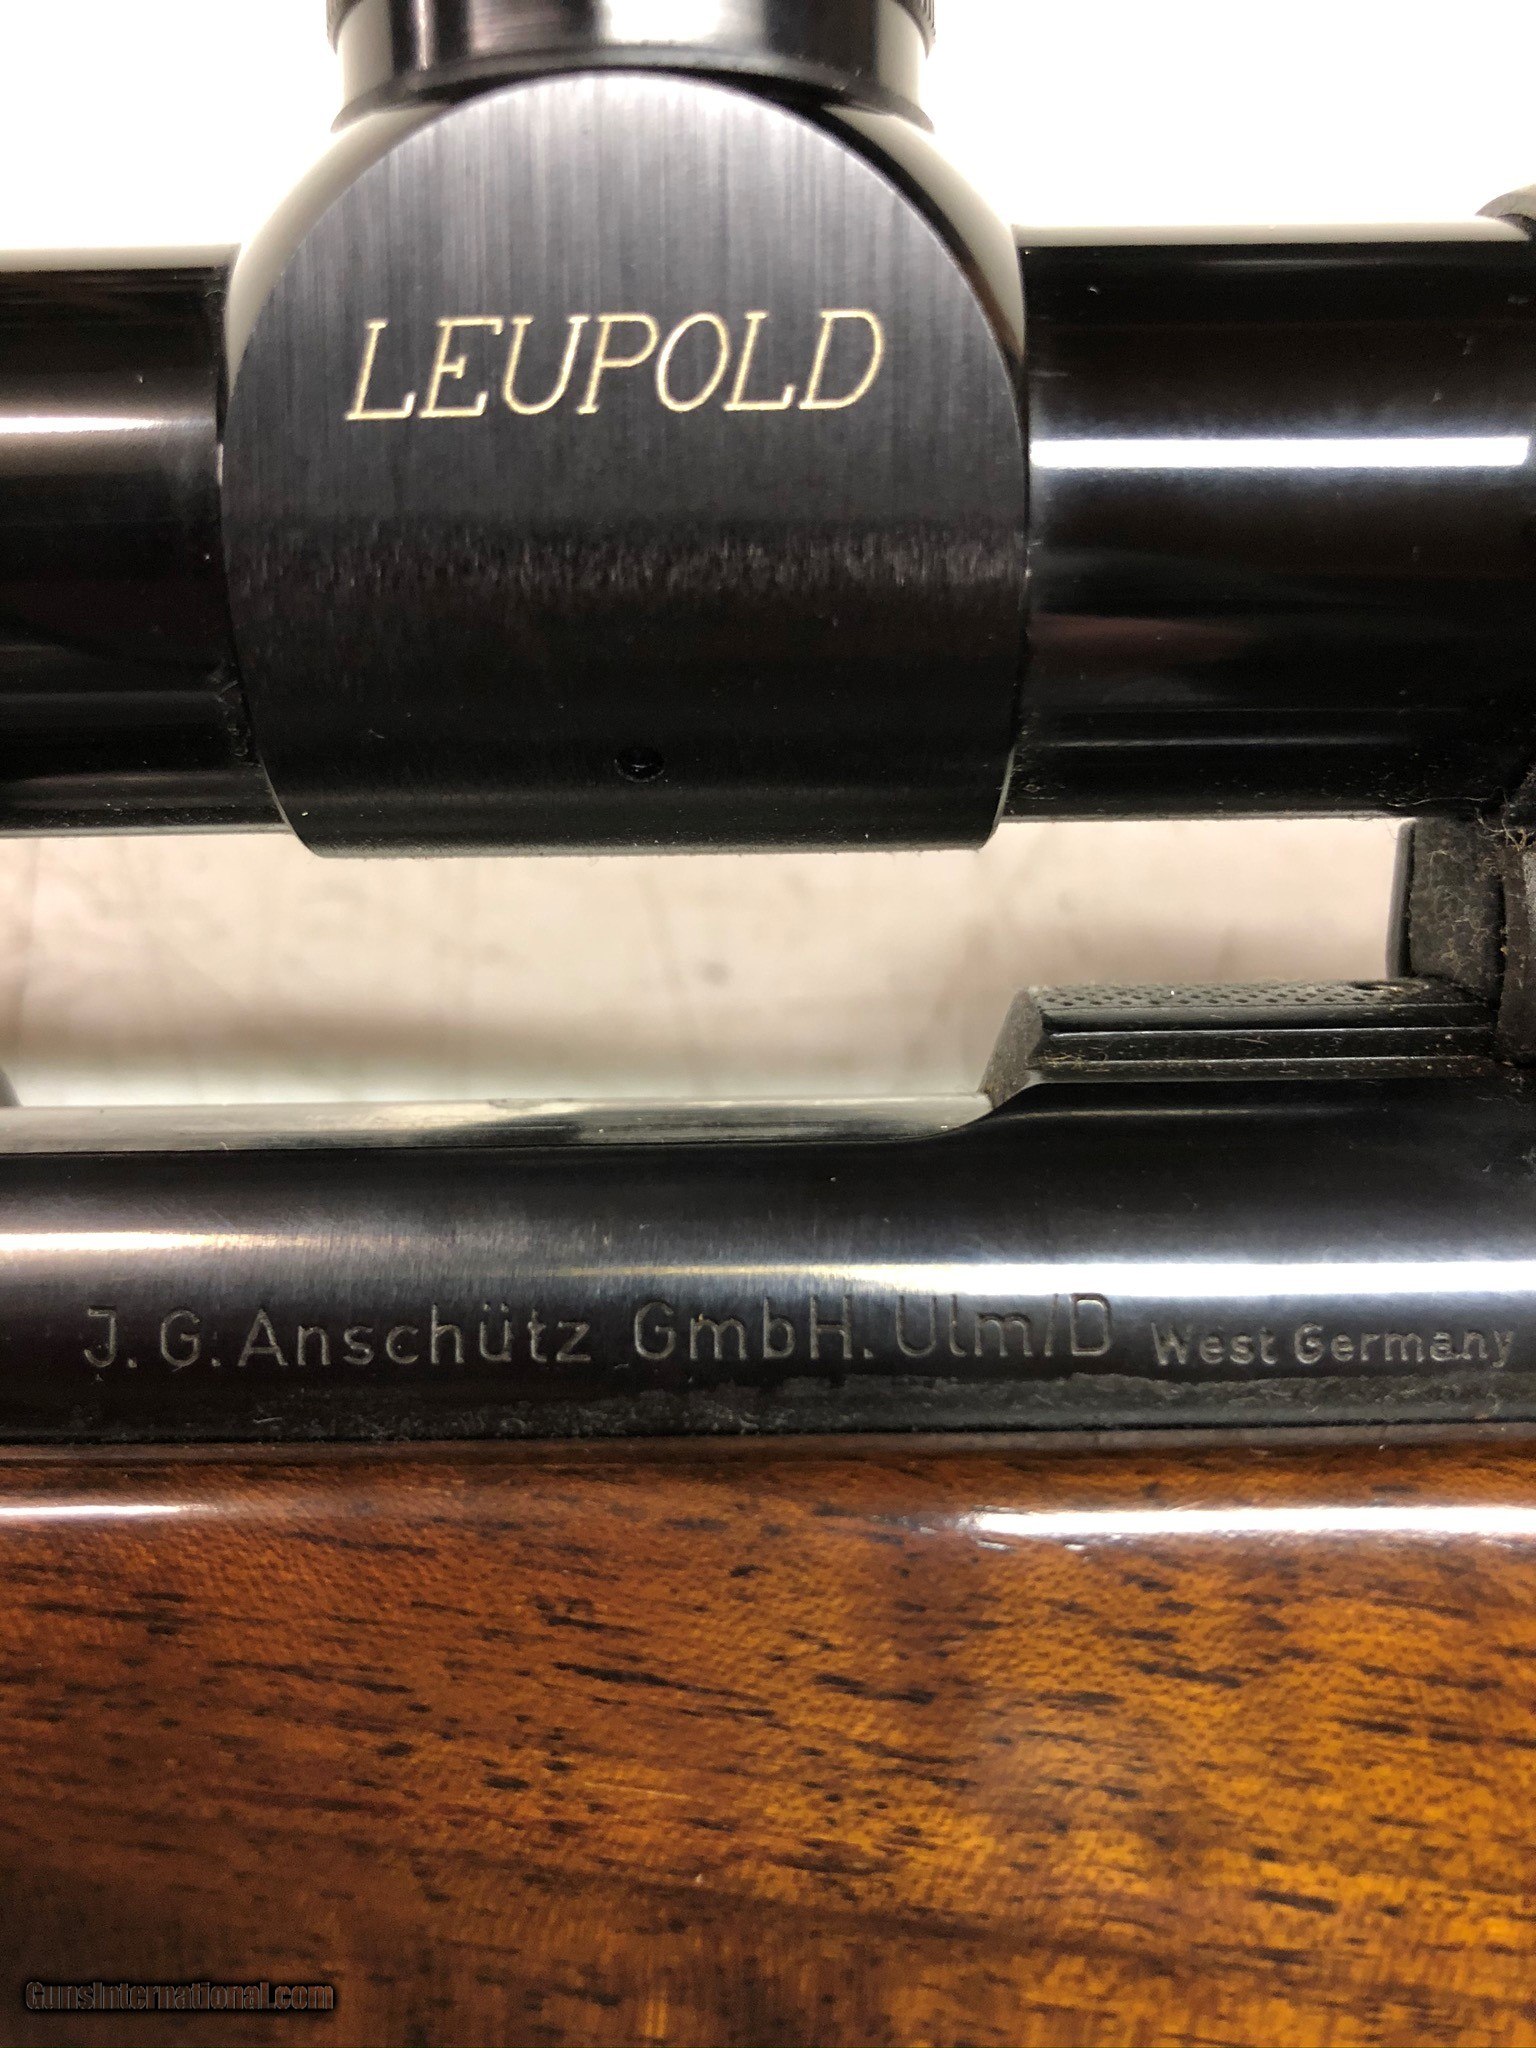 LEUPOLD
J. G. Anschütz GmbH. Ulm/D West Germany
GunsInternational.com